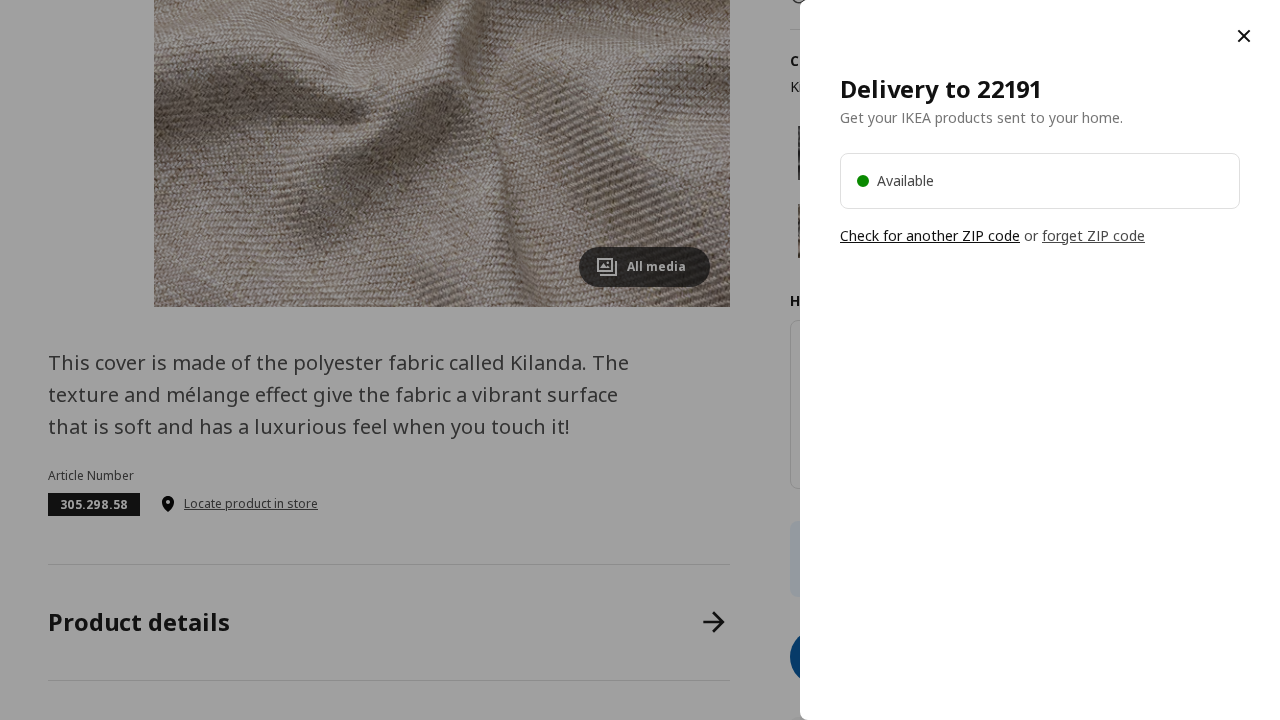 All media
This cover is made of the polyester fabric called Kilanda. The
texture and mélange effect give the fabric a vibrant surface
that is soft and has a luxurious feel when you touch it!
Article Number
305.298.58
Locate product in store
Product details
Delivery to 22191
Get your IKEA products sent to your home.
Available
Check for another ZIP code or forget ZIP code